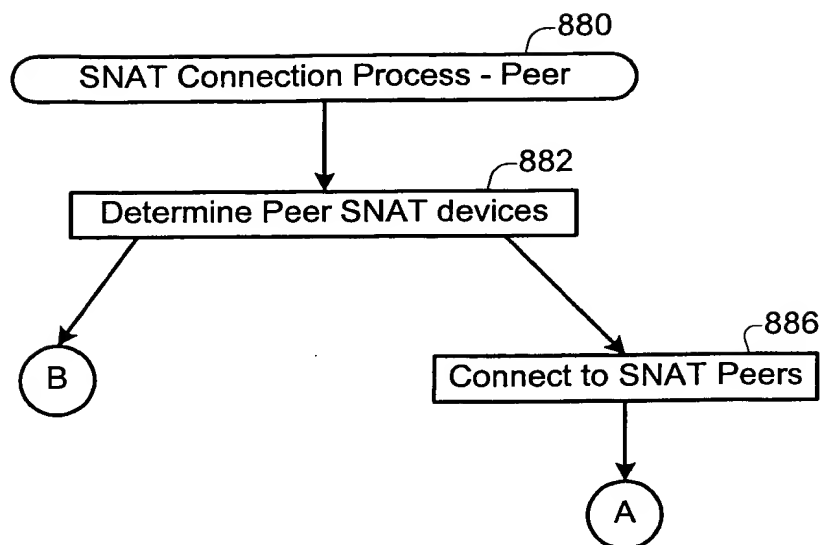 880
SNAT Connection Process - Peer
882
Determine Peer SNAT devices
886
B
Connect to SNAT Peers
A